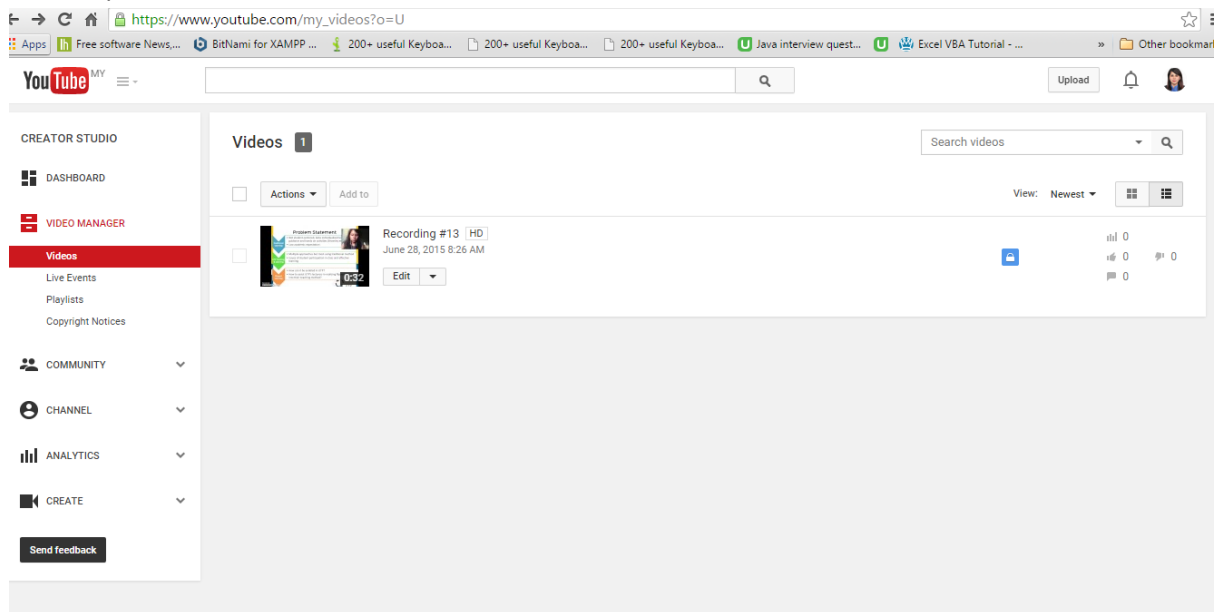 https://www.youtube.com/my_videos?o=U
Apps Free software News,... BitNami for XAMPP ... 200+ useful Keyboa... 200+ useful Keyboa... 200+ useful Keyboa... Java interview quest... Excel VBA Tutorial - ... » Other bookmar
YouTube MY Upload
CREATOR STUDIO
DASHBOARD
VIDEO MANAGER
Videos
Live Events
Playlists
Copyright Notices
COMMUNITY
CHANNEL
ANALYTICS
CREATE
Send feedback
Videos 1 Search videos
Actions Add to View: Newest
Problem Statement
0:32
Recording #13 HD
June 28, 2015 8:26 AM
Edit
0
0 0
0